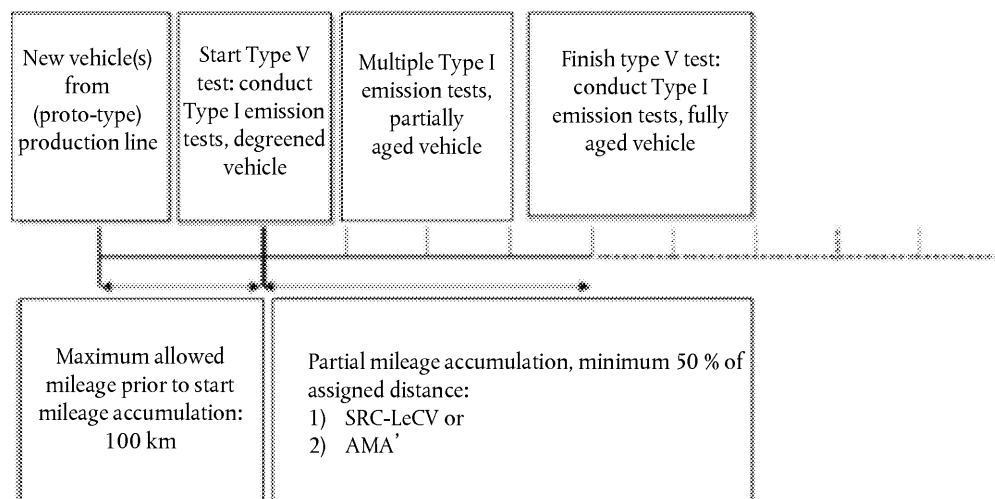 New vehicle(s)
from
(proto-type)
production line
Start Type V
test: conduct
Type I emission
tests, degreened
vehicle
Multiple Type I
emission tests,
partially
aged vehicle
Finish type V test:
conduct Type I
emission tests, fully
aged vehicle
Maximum allowed
mileage prior to start
mileage accumulation:
100 km
Partial mileage accumulation, minimum 50 % of
assigned distance:
1) SRC-LeCV or
2) AMA’